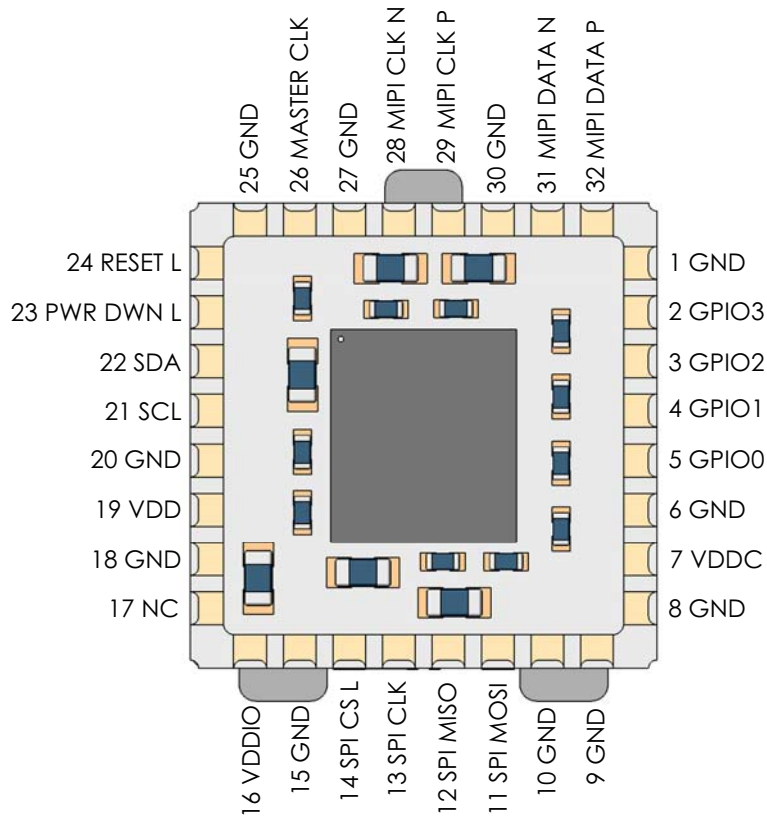 25 GND
26 MASTER CLK
27 GND
28 MIPI CLK N
29 MIPI CLK P
30 GND
31 MIPI DATA N
32 MIPI DATA P
24 RESET L
23 PWR DWN L
22 SDA
21 SCL
20 GND
19 VDD
18 GND
17 NC
1 GND
2 GPIO3
3 GPIO2
4 GPIO1
5 GPIO0
6 GND
7 VDDC
8 GND
16 VDDIO
15 GND
14 SPI CS L
13 SPI CLK
12 SPI MISO
11 SPI MOSI
10 GND
9 GND